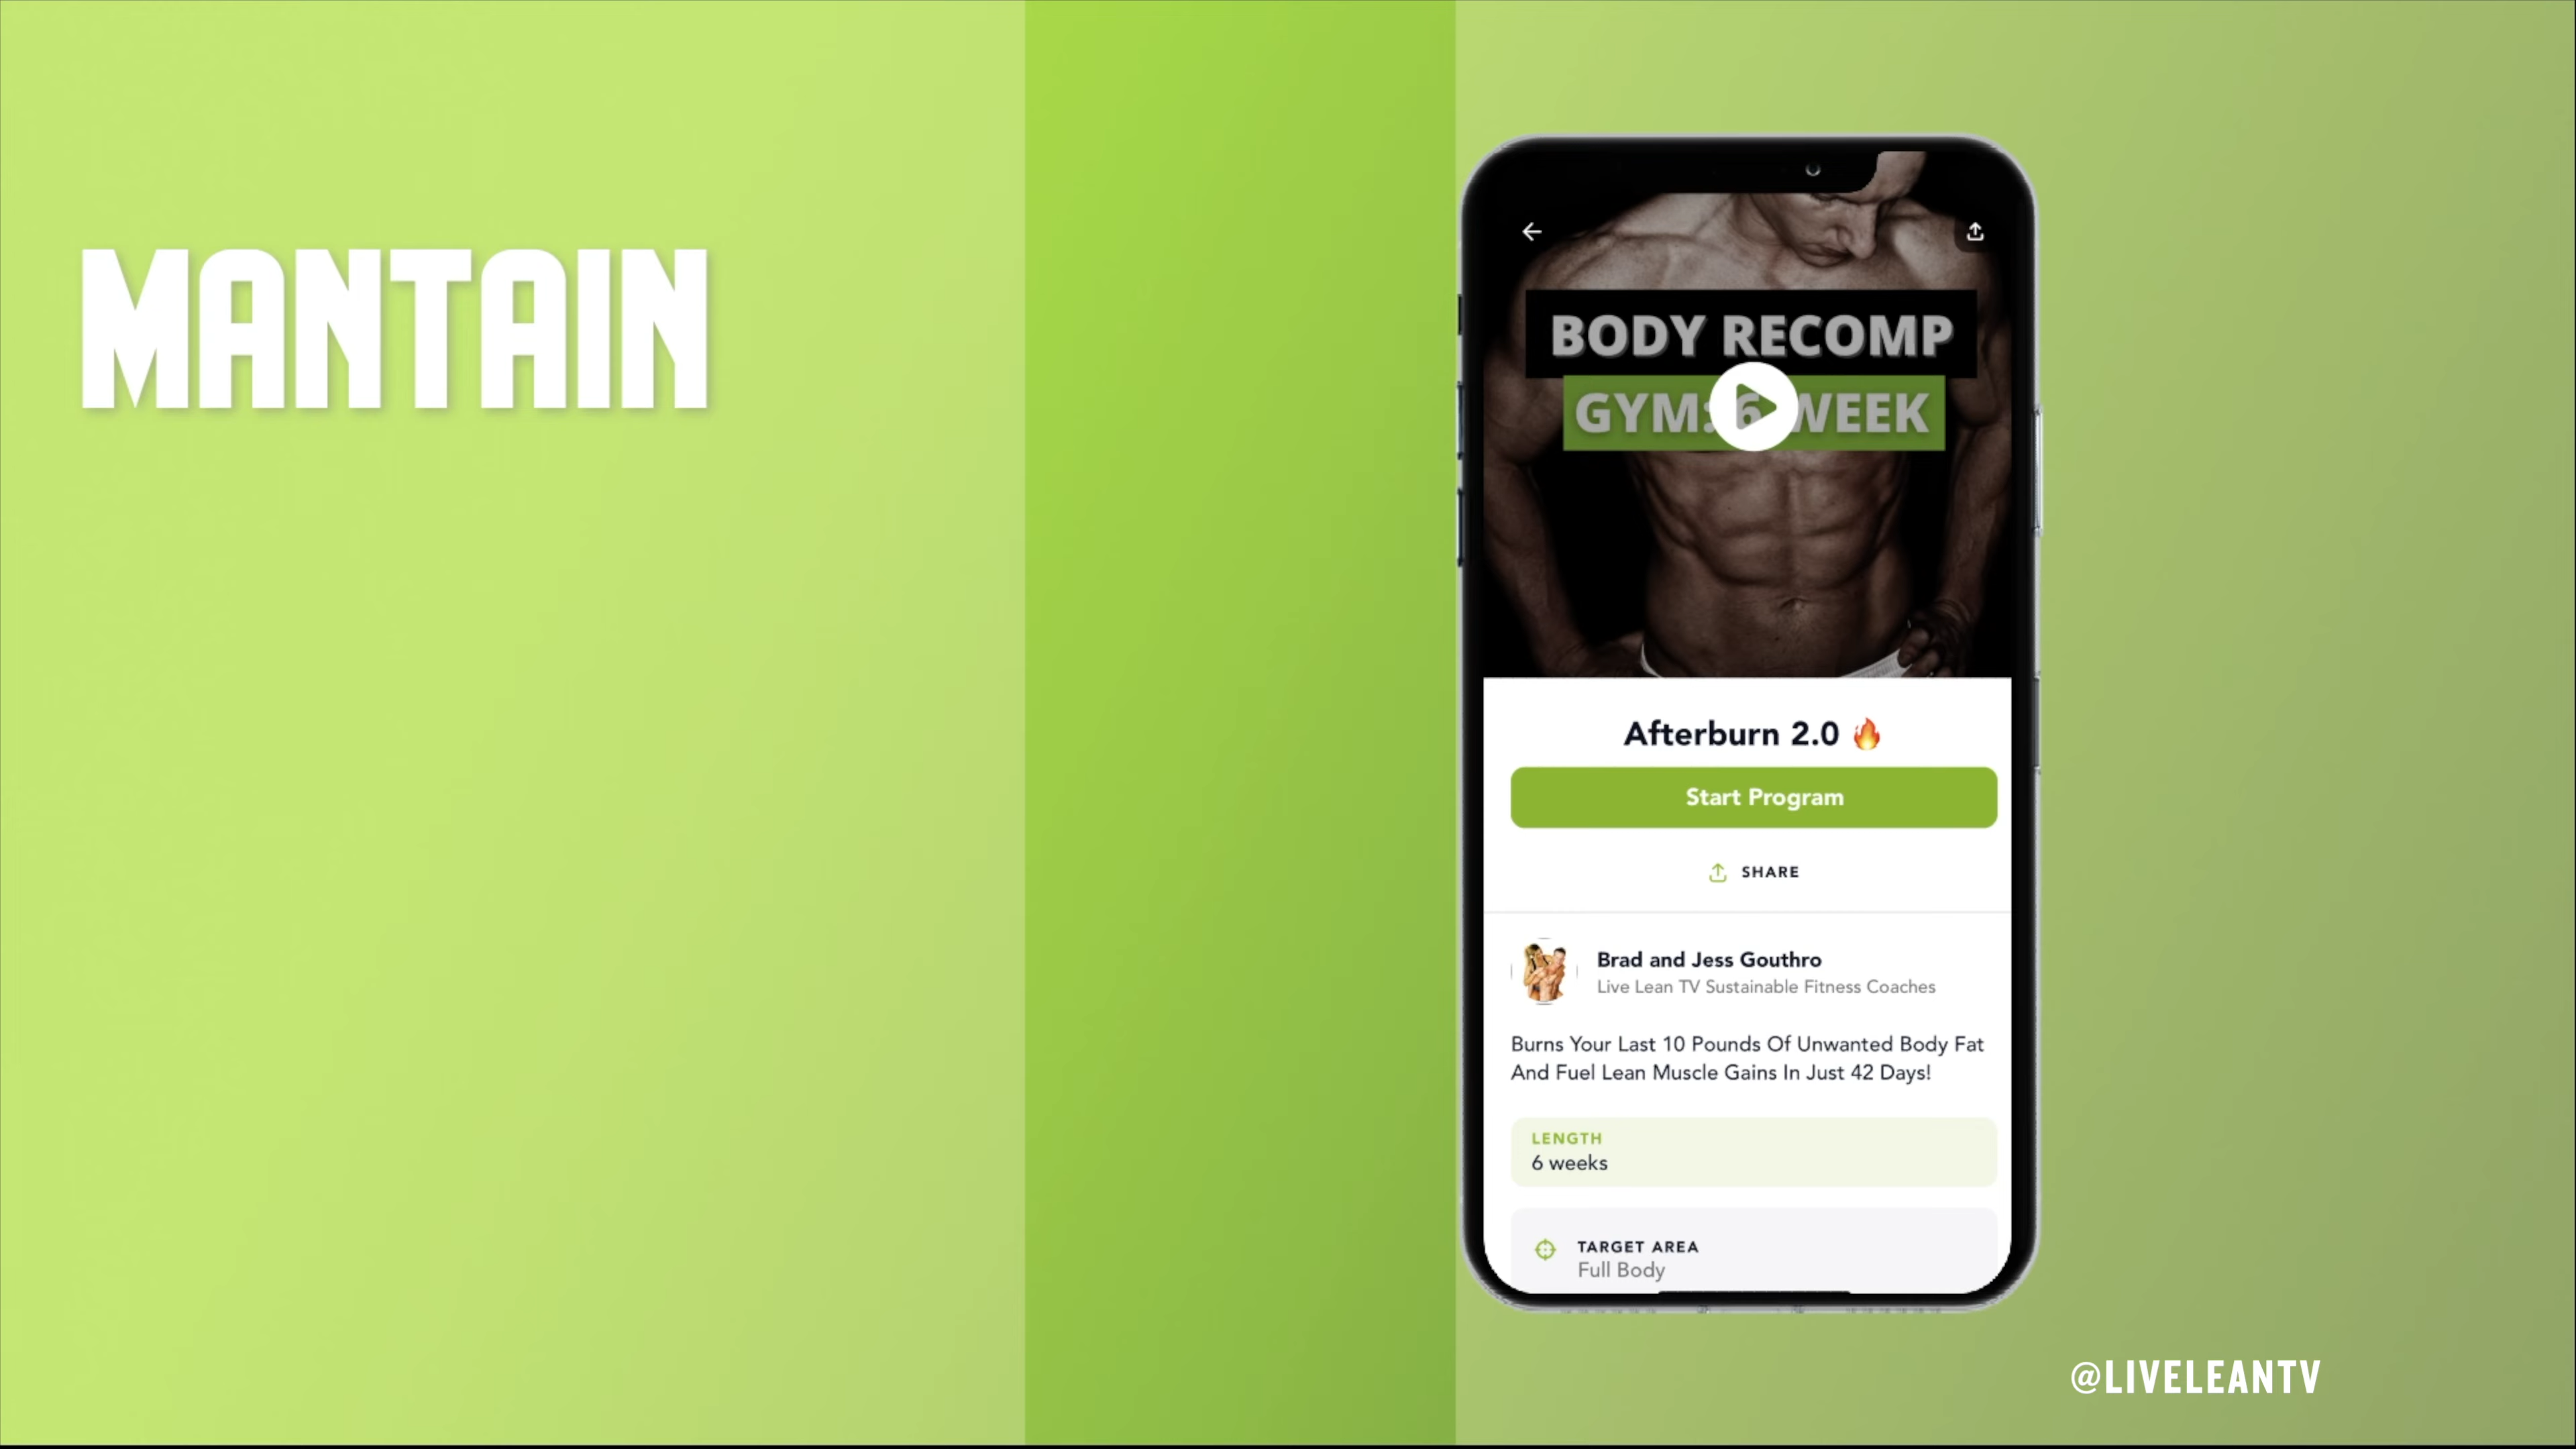 MANTAIN
BODY RECOMP
GYM: 6 WEEK
Afterburn 2.0
Start Program
SHARE
Brad and Jess Gouthro
Live Lean TV Sustainable Fitness Coaches
Burns Your Last 10 Pounds Of Unwanted Body Fat
And Fuel Lean Muscle Gains In Just 42 Days!
LENGTH
6 weeks
TARGET AREA
Full Body
@LIVELEANTV